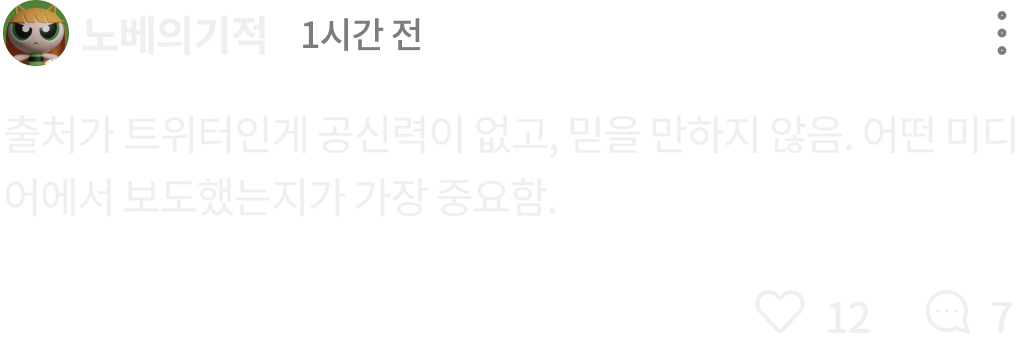 노베의기적 1시간 전
출처가 트위터인게 공신력이 없고, 믿을 만하지 않음. 어떤 미디
어에서 보도했는지가 가장 중요함.
12 7